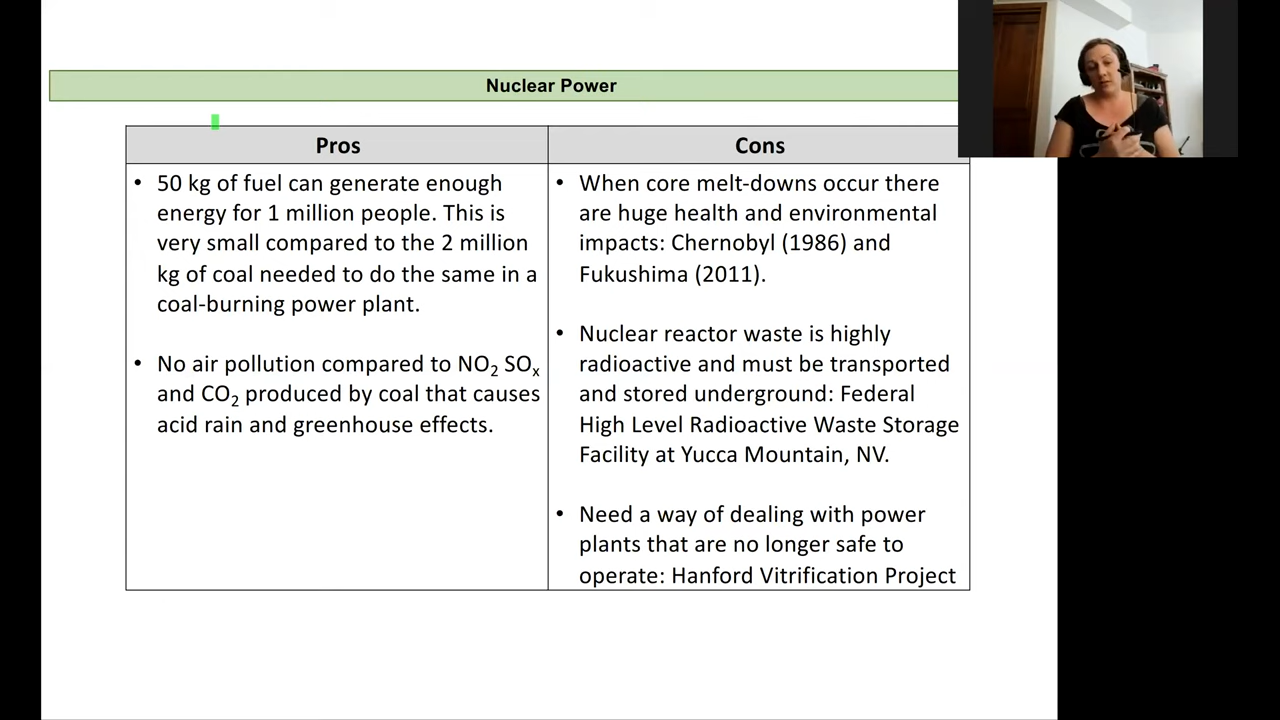 Nuclear Power
Pros
Cons
• 50 kg of fuel can generate enough
energy for 1 million people. This is
very small compared to the 2 million
kg of coal needed to do the same in a
coal-burning power plant.
• No air pollution compared to NO₂ SOₓ
and CO₂ produced by coal that causes
acid rain and greenhouse effects.
• When core melt-downs occur there
are huge health and environmental
impacts: Chernobyl (1986) and
Fukushima (2011).
• Nuclear reactor waste is highly
radioactive and must be transported
and stored underground: Federal
High Level Radioactive Waste Storage
Facility at Yucca Mountain, NV.
• Need a way of dealing with power
plants that are no longer safe to
operate: Hanford Vitrification Project